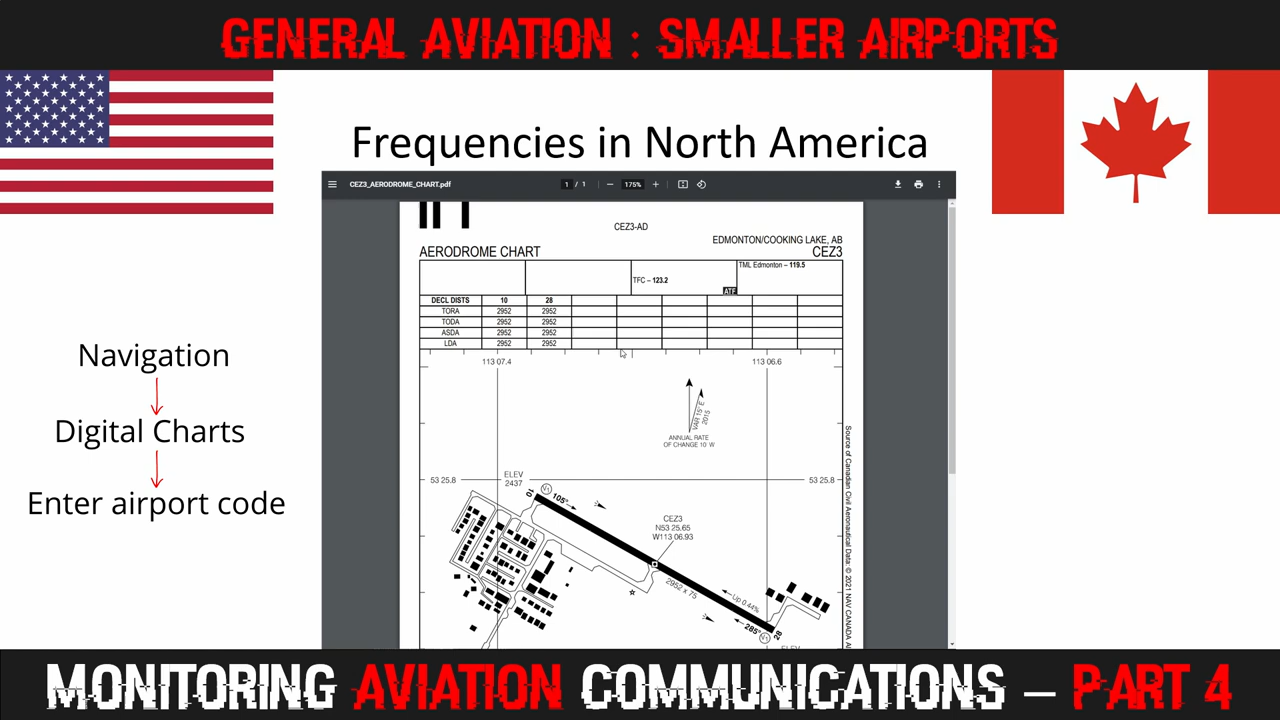 GENERAL AVIATION : SMALLER AIRPORTS
Frequencies in North America
CEZ3_AERODROME_CHART.pdf
1 / 1
175%
CEZ3-AD
EDMONTON/COOKING LAKE, AB
AERODROME CHART
CEZ3
TFC – 123.2
ATF
TML Edmonton – 119.5
DECL DISTS 10 28
TORA 2952 2952
TODA 2952 2952
ASDA 2952 2952
LDA 2952 2952
113 07.4
113 06.6
VAR 15° E
2015
ANNUAL RATE
OF CHANGE 10' W
53 25.8
ELEV
2437
53 25.8
10
V1
105°
CEZ3
N53 25.65
W113 06.93
2952 x 75
Up 0.44%
285°
V1
28
ELEV
Source of Canadian Civil Aeronautical Data: © 2021 NAV CANADA
Navigation
Digital Charts
Enter airport code
MONITORING AVIATION COMMUNICATIONS – PART 4